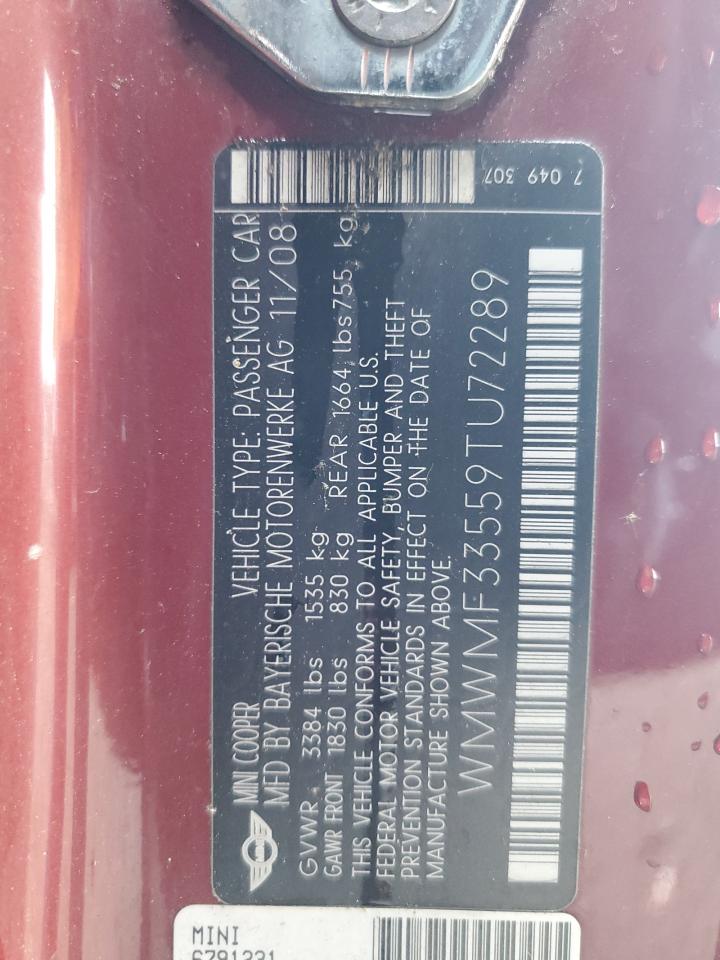 MINI COOPER VEHICLE TYPE: PASSENGER CAR
MFD BY BAYERISCHE MOTORENWERKE AG 11/08
GVWR 3384 lbs 1535 kg
GAWR FRONT 1830 lbs 830 kg REAR 1664 lbs 755 kg
THIS VEHICLE CONFORMS TO ALL APPLICABLE U.S.
FEDERAL MOTOR VEHICLE SAFETY, BUMPER AND THEFT
PREVENTION STANDARDS IN EFFECT ON THE DATE OF
MANUFACTURE SHOWN ABOVE.
WMWMF33559TU72289
7 049 307
MINI
6791331